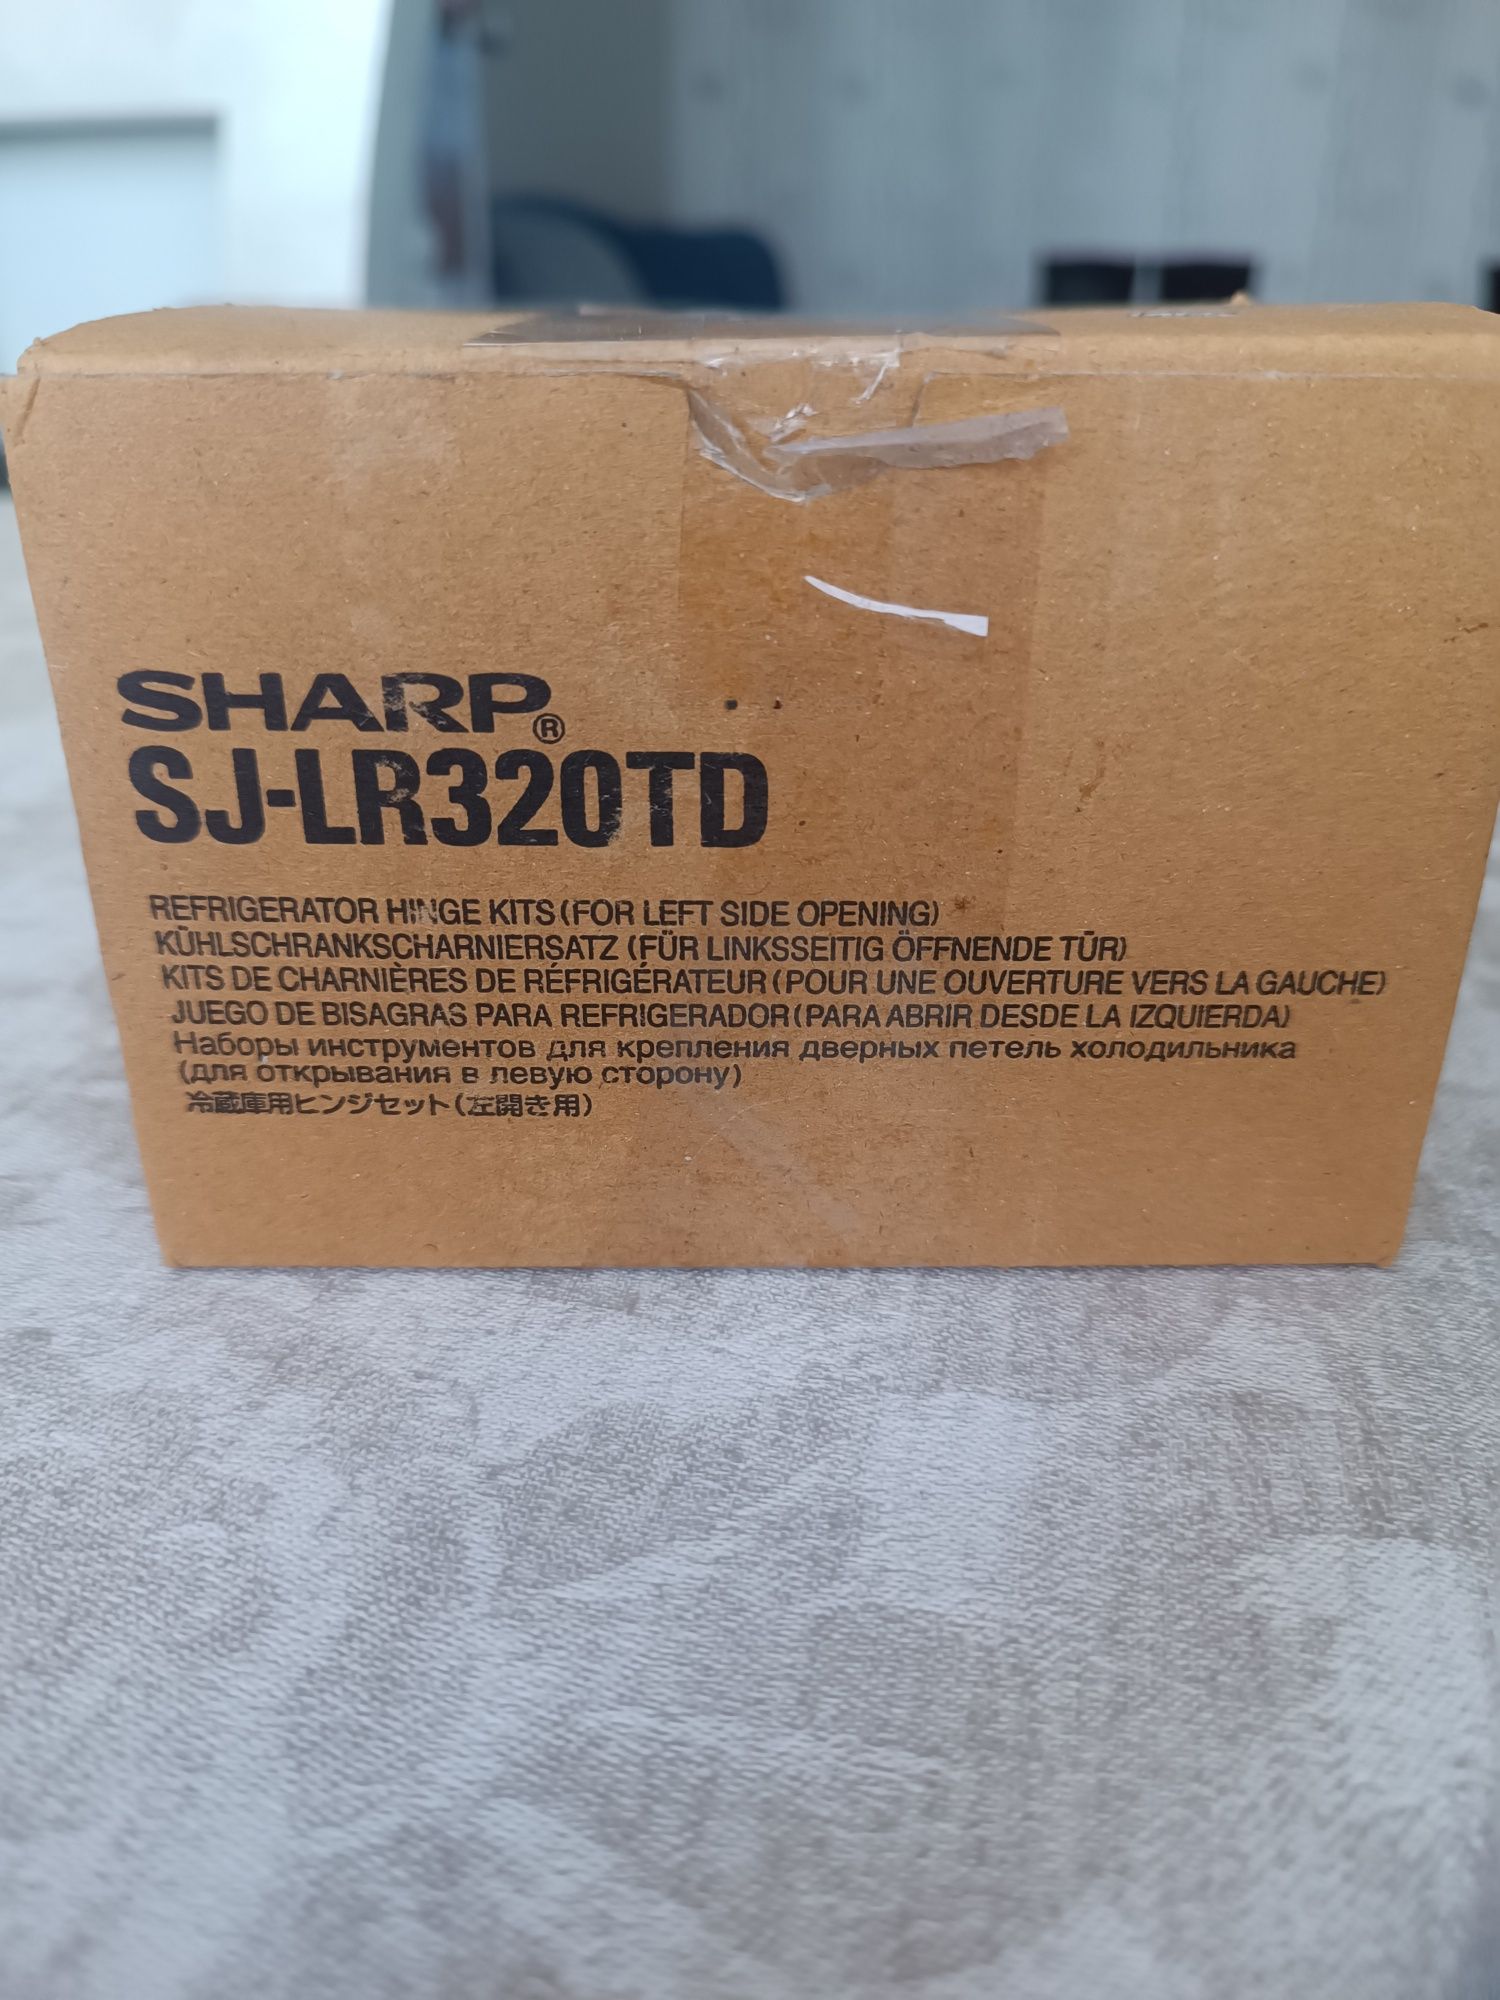 SHARP®
SJ-LR320TD
REFRIGERATOR HINGE KITS (FOR LEFT SIDE OPENING)
KÜHLSCHRANKSCHARNIERSATZ (FÜR LINKSSEITIG ÖFFNENDE TÜR)
KITS DE CHARNIÈRES DE RÉFRIGÉRATEUR (POUR UNE OUVERTURE VERS LA GAUCHE)
JUEGO DE BISAGRAS PARA REFRIGERADOR (PARA ABRIR DESDE LA IZQUIERDA)
Наборы инструментов для крепления дверных петель холодильника
(для открывания в левую сторону)
冷蔵庫用ヒンジセット(左開き用)